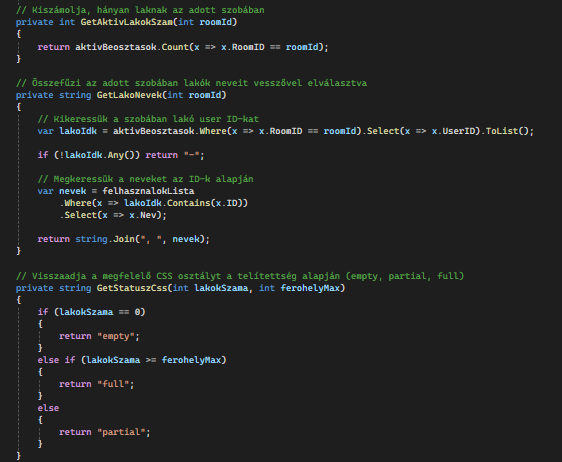 // Kiszámolja, hányan laknak az adott szobában
private int GetAktivLakokSzam(int roomId)
{
    return aktivBeosztasok.Count(x => x.RoomID == roomId);
}

// Összefűzi az adott szobában lakók neveit vesszővel elválasztva
private string GetLakoNevek(int roomId)
{
    // Kikeressük a szobában lakó user ID-kat
    var lakoIdk = aktivBeosztasok.Where(x => x.RoomID == roomId).Select(x => x.UserID).ToList();

    if (!lakoIdk.Any()) return "-";

    // Megkeressük a neveket az ID-k alapján
    var nevek = felhasznalokLista
        .Where(x => lakoIdk.Contains(x.ID))
        .Select(x => x.Nev);

    return string.Join(", ", nevek);
}

// Visszaadja a megfelelő CSS osztályt a telítettség alapján (empty, partial, full)
private string GetStatuszCss(int lakokSzama, int ferohelyMax)
{
    if (lakokSzama == 0)
    {
        return "empty";
    }
    else if (lakokSzama >= ferohelyMax)
    {
        return "full";
    }
    else
    {
        return "partial";
    }
}